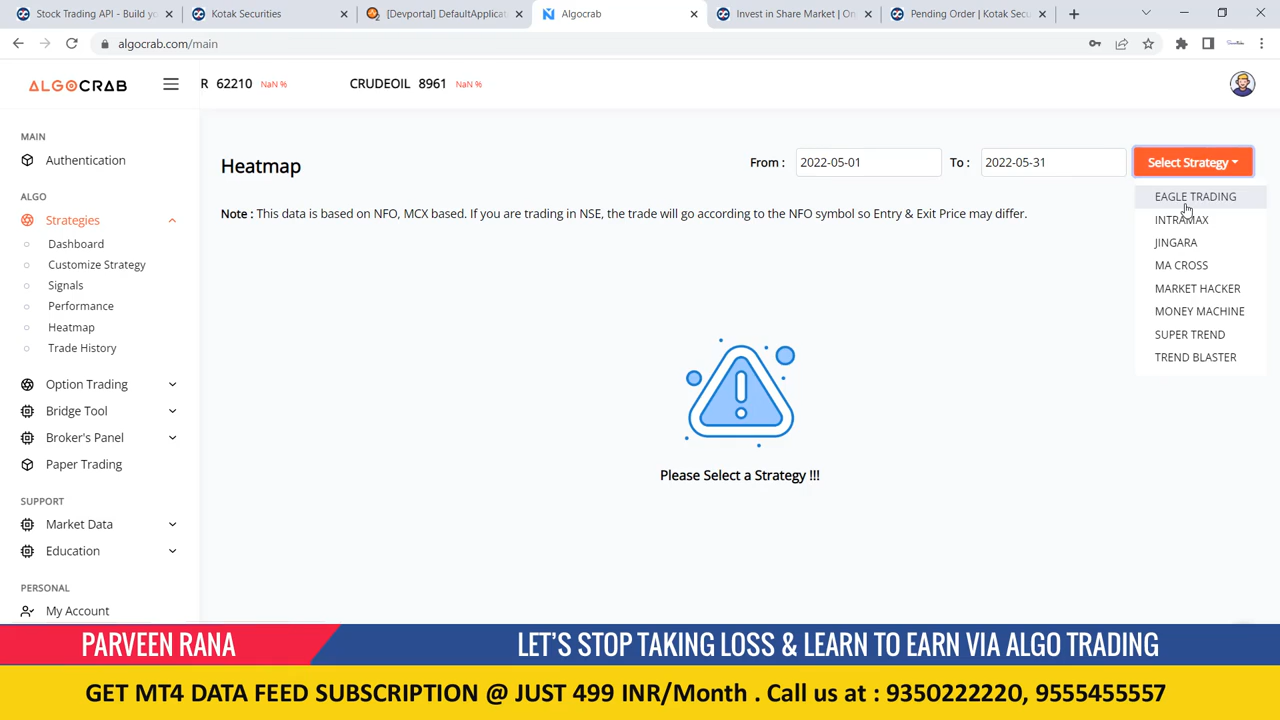 Stock Trading API - Build yo
Kotak Securities
[Devportal] DefaultApplicat
Algocrab
Invest in Share Market | On
Pending Order | Kotak Secu
algocrab.com/main
ALGOCRAB
R 62210 NaN %
CRUDEOIL 8961 NaN %
MAIN
Authentication
ALGO
Strategies
Dashboard
Customize Strategy
Signals
Performance
Heatmap
Trade History
Option Trading
Bridge Tool
Broker's Panel
Paper Trading
SUPPORT
Market Data
Education
PERSONAL
My Account
Heatmap
From : 2022-05-01
To : 2022-05-31
Select Strategy
Note : This data is based on NFO, MCX based. If you are trading in NSE, the trade will go according to the NFO symbol so Entry & Exit Price may differ.
EAGLE TRADING
INTRAMAX
JINGARA
MA CROSS
MARKET HACKER
MONEY MACHINE
SUPER TREND
TREND BLASTER
Please Select a Strategy !!!
PARVEEN RANA
LET'S STOP TAKING LOSS & LEARN TO EARN VIA ALGO TRADING
GET MT4 DATA FEED SUBSCRIPTION @ JUST 499 INR/Month . Call us at : 9350222220, 9555455557